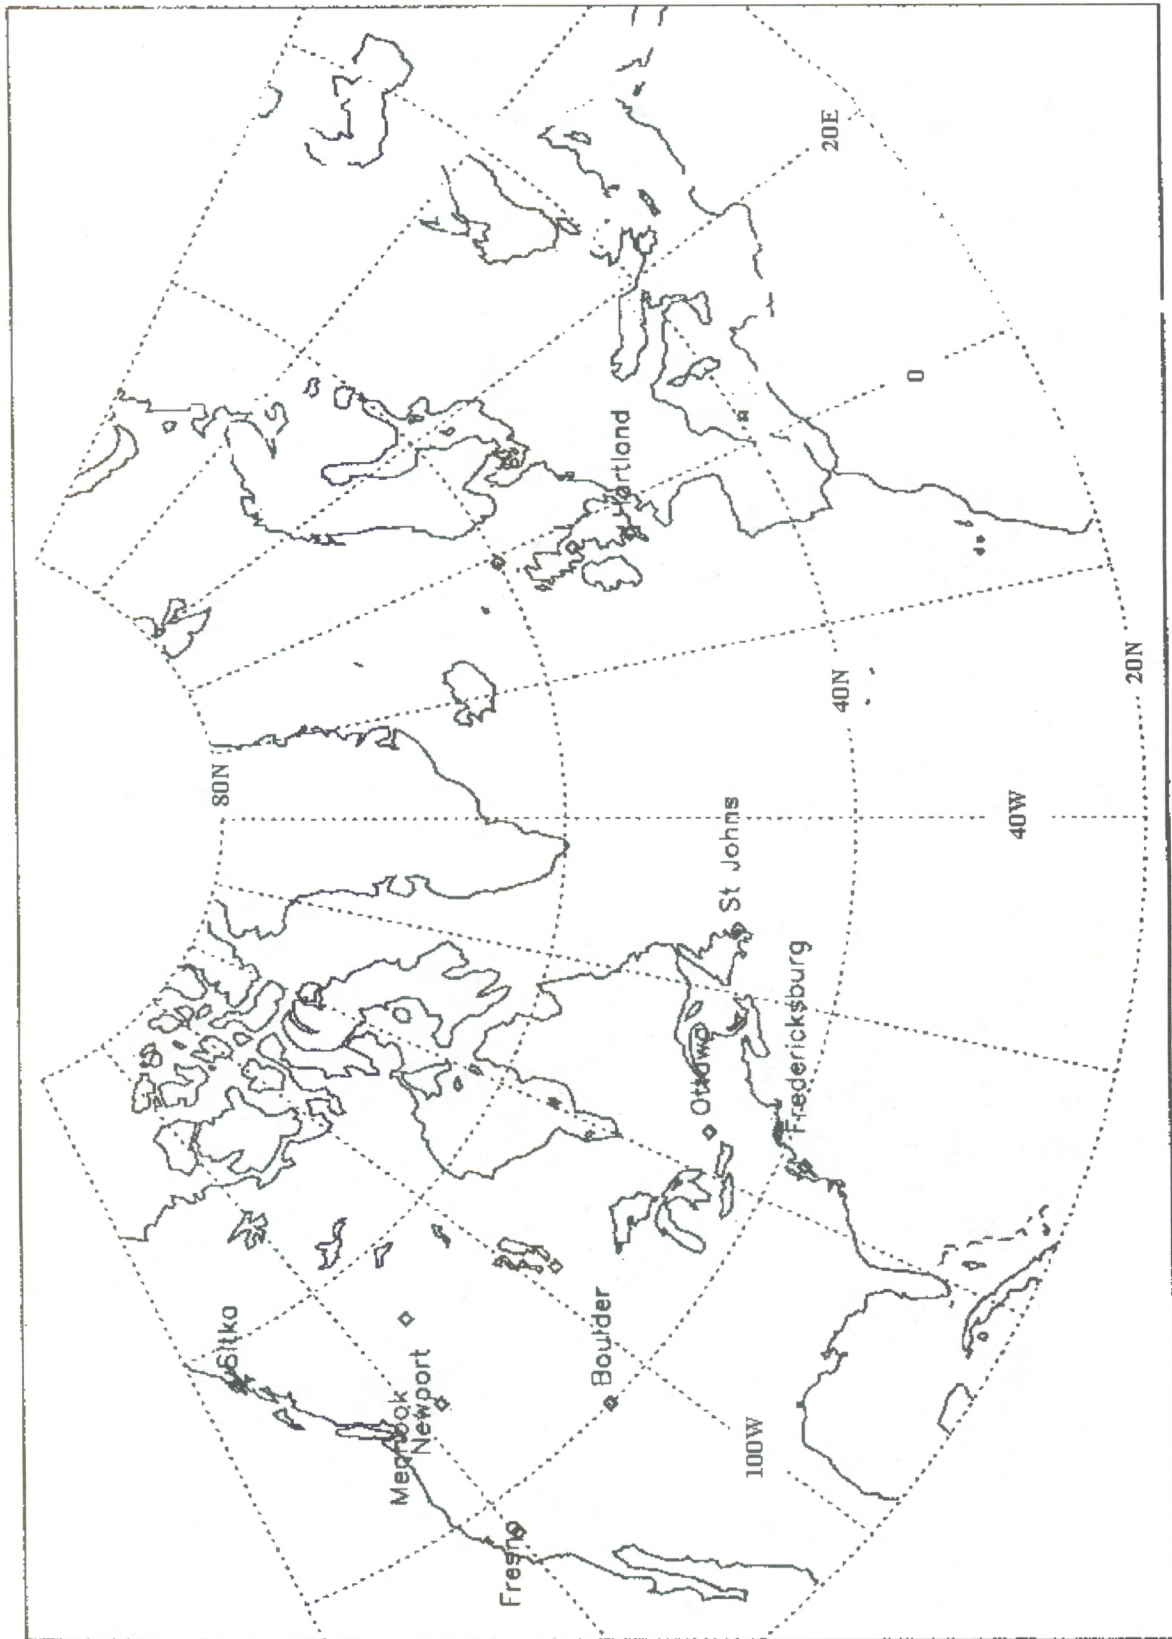 20E
0
Hartland
80N
40N
20N
40W
St Johns
Fredericksburg
Ottawa
Sitka
Boulder
Newport
Meanook
100W
Fresno